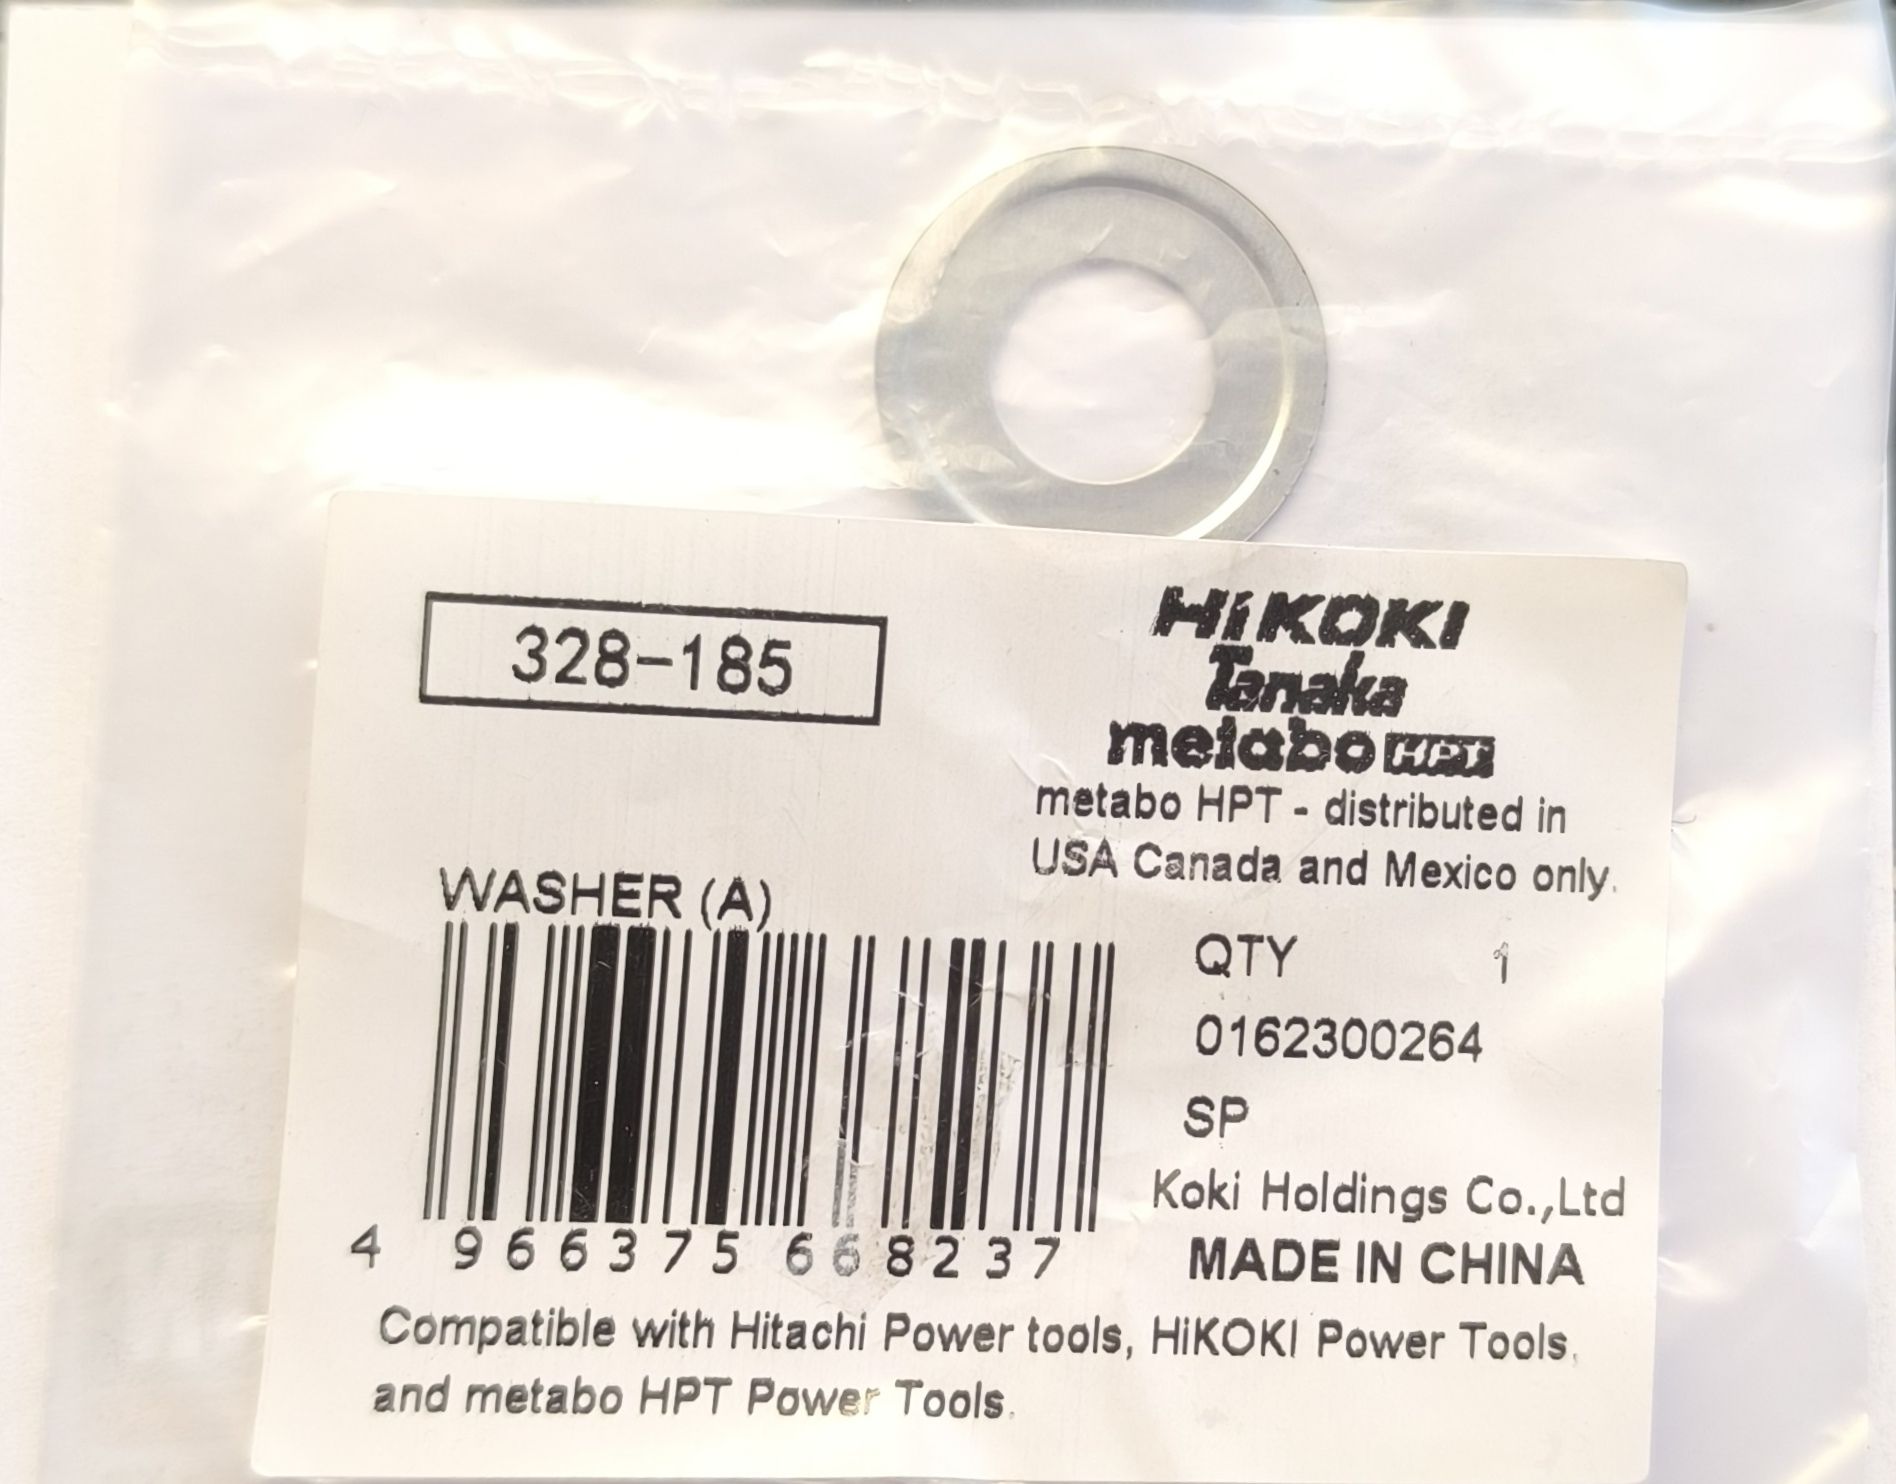 328-185
HiKOKI
Tanaka
metabo HPT
metabo HPT - distributed in
USA Canada and Mexico only.
WASHER (A)
QTY 1
0162300264
SP
Koki Holdings Co.,Ltd
MADE IN CHINA
4 966375 668237
Compatible with Hitachi Power tools, HiKOKI Power Tools,
and metabo HPT Power Tools.